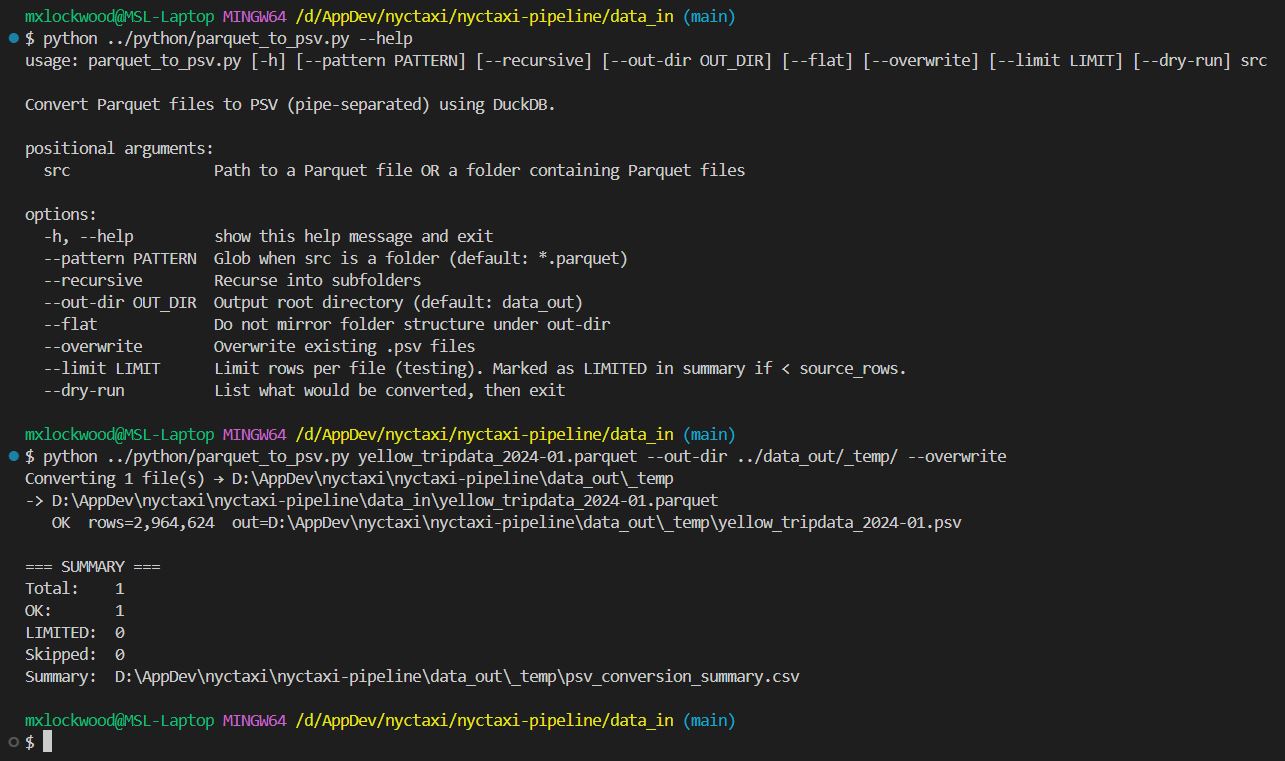 mxlockwood@MSL-Laptop MINGW64 /d/AppDev/nyctaxi/nyctaxi-pipeline/data_in (main)
$ python ../python/parquet_to_psv.py --help
usage: parquet_to_psv.py [-h] [--pattern PATTERN] [--recursive] [--out-dir OUT_DIR] [--flat] [--overwrite] [--limit LIMIT] [--dry-run] src
Convert Parquet files to PSV (pipe-separated) using DuckDB.
positional arguments:
  src                Path to a Parquet file OR a folder containing Parquet files
options:
  -h, --help         show this help message and exit
  --pattern PATTERN  Glob when src is a folder (default: *.parquet)
  --recursive        Recurse into subfolders
  --out-dir OUT_DIR  Output root directory (default: data_out)
  --flat             Do not mirror folder structure under out-dir
  --overwrite        Overwrite existing .psv files
  --limit LIMIT      Limit rows per file (testing). Marked as LIMITED in summary if < source_rows.
  --dry-run          List what would be converted, then exit
mxlockwood@MSL-Laptop MINGW64 /d/AppDev/nyctaxi/nyctaxi-pipeline/data_in (main)
$ python ../python/parquet_to_psv.py yellow_tripdata_2024-01.parquet --out-dir ../data_out/_temp/ --overwrite
Converting 1 file(s) → D:\AppDev\nyctaxi\nyctaxi-pipeline\data_out\_temp
-> D:\AppDev\nyctaxi\nyctaxi-pipeline\data_in\yellow_tripdata_2024-01.parquet
   OK  rows=2,964,624  out=D:\AppDev\nyctaxi\nyctaxi-pipeline\data_out\_temp\yellow_tripdata_2024-01.psv
=== SUMMARY ===
Total:    1
OK:       1
LIMITED:  0
Skipped:  0
Summary:  D:\AppDev\nyctaxi\nyctaxi-pipeline\data_out\_temp\psv_conversion_summary.csv
mxlockwood@MSL-Laptop MINGW64 /d/AppDev/nyctaxi/nyctaxi-pipeline/data_in (main)
$